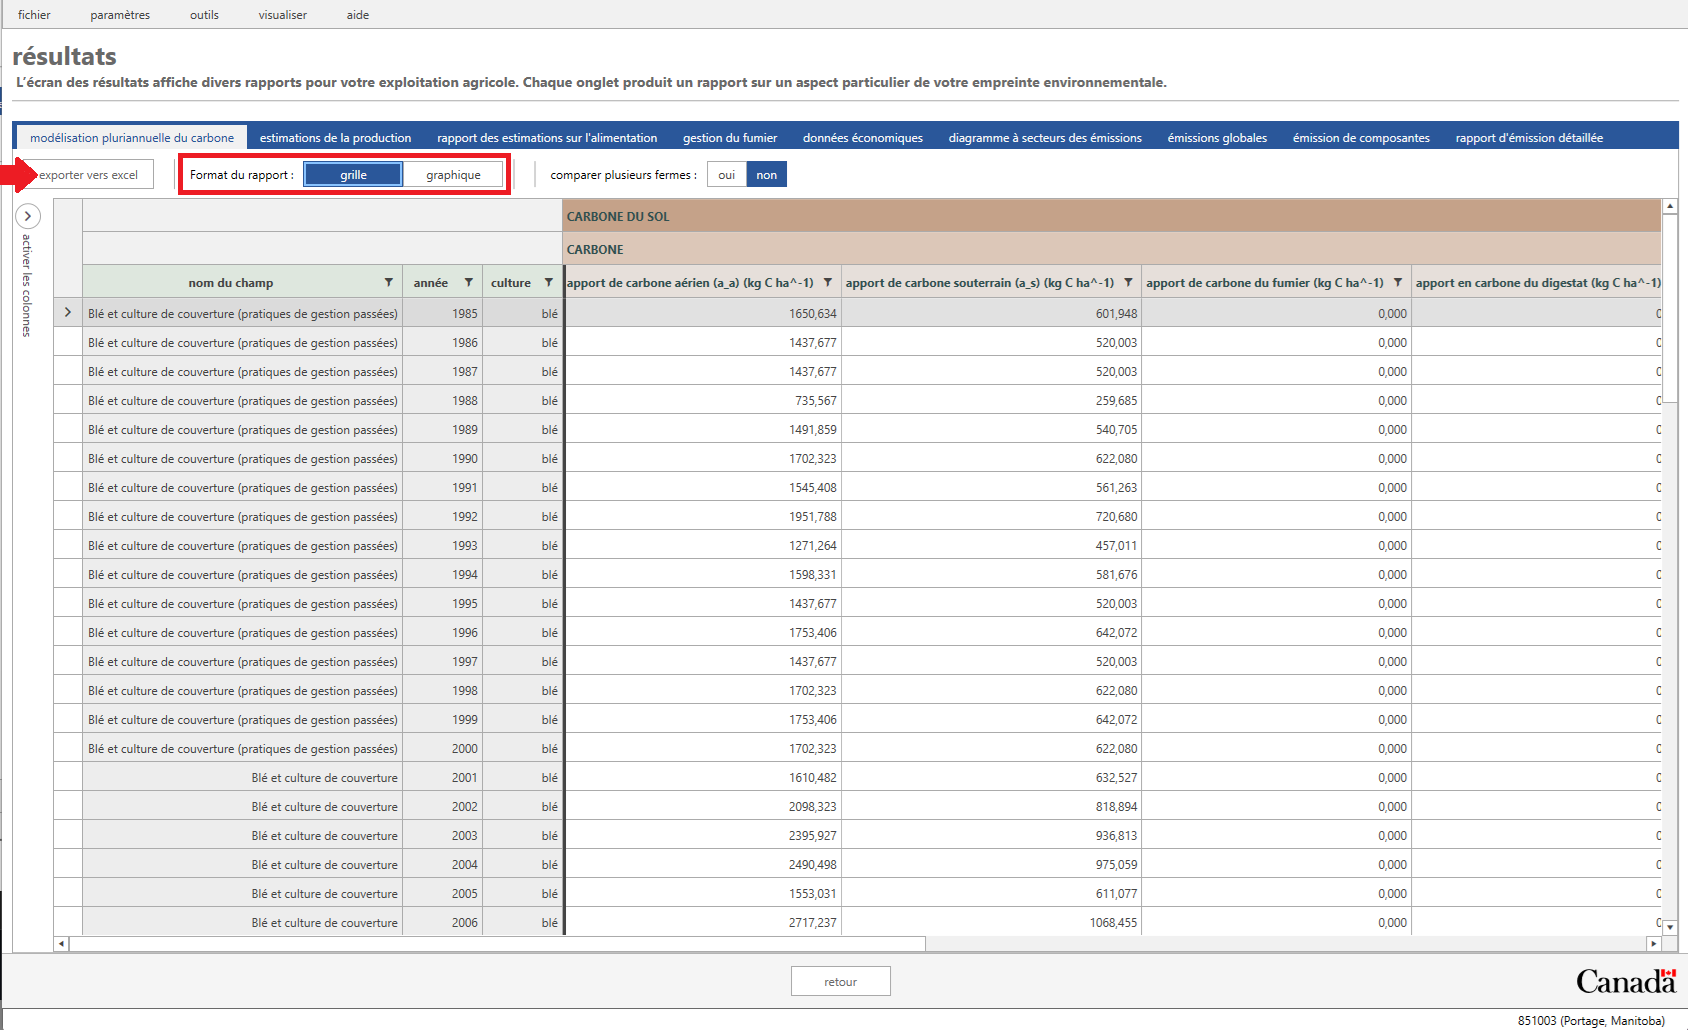 fichier paramètres outils visualiser aide
résultats
L'écran des résultats affiche divers rapports pour votre exploitation agricole. Chaque onglet produit un rapport sur un aspect particulier de votre empreinte environnementale.
modélisation pluriannuelle du carbone estimations de la production rapport des estimations sur l'alimentation gestion du fumier données économiques diagramme à secteurs des émissions émissions globales émission de composantes rapport d'émission détaillée
exporter vers excel Format du rapport : grille graphique comparer plusieurs fermes : oui non
activer les colonnes
CARBONE DU SOL
CARBONE
nom du champ année culture apport de carbone aérien (a_a) (kg C ha^-1) apport de carbone souterrain (a_s) (kg C ha^-1) apport de carbone du fumier (kg C ha^-1) apport en carbone du digestat (kg C ha^-1)
Blé et culture de couverture (pratiques de gestion passées) 1985 blé 1650,634 601,948 0,000 0
Blé et culture de couverture (pratiques de gestion passées) 1986 blé 1437,677 520,003 0,000 0
Blé et culture de couverture (pratiques de gestion passées) 1987 blé 1437,677 520,003 0,000 0
Blé et culture de couverture (pratiques de gestion passées) 1988 blé 735,567 259,685 0,000 0
Blé et culture de couverture (pratiques de gestion passées) 1989 blé 1491,859 540,705 0,000 0
Blé et culture de couverture (pratiques de gestion passées) 1990 blé 1702,323 622,080 0,000 0
Blé et culture de couverture (pratiques de gestion passées) 1991 blé 1545,408 561,263 0,000 0
Blé et culture de couverture (pratiques de gestion passées) 1992 blé 1951,788 720,680 0,000 0
Blé et culture de couverture (pratiques de gestion passées) 1993 blé 1271,264 457,011 0,000 0
Blé et culture de couverture (pratiques de gestion passées) 1994 blé 1598,331 581,676 0,000 0
Blé et culture de couverture (pratiques de gestion passées) 1995 blé 1437,677 520,003 0,000 0
Blé et culture de couverture (pratiques de gestion passées) 1996 blé 1753,406 642,072 0,000 0
Blé et culture de couverture (pratiques de gestion passées) 1997 blé 1437,677 520,003 0,000 0
Blé et culture de couverture (pratiques de gestion passées) 1998 blé 1702,323 622,080 0,000 0
Blé et culture de couverture (pratiques de gestion passées) 1999 blé 1753,406 642,072 0,000 0
Blé et culture de couverture (pratiques de gestion passées) 2000 blé 1702,323 622,080 0,000 0
Blé et culture de couverture 2001 blé 1610,482 632,527 0,000 0
Blé et culture de couverture 2002 blé 2098,323 818,894 0,000 0
Blé et culture de couverture 2003 blé 2395,927 936,813 0,000 0
Blé et culture de couverture 2004 blé 2490,498 975,059 0,000 0
Blé et culture de couverture 2005 blé 1553,031 611,077 0,000 0
Blé et culture de couverture 2006 blé 2717,237 1068,455 0,000 0
retour
Canada
851003 (Portage, Manitoba)